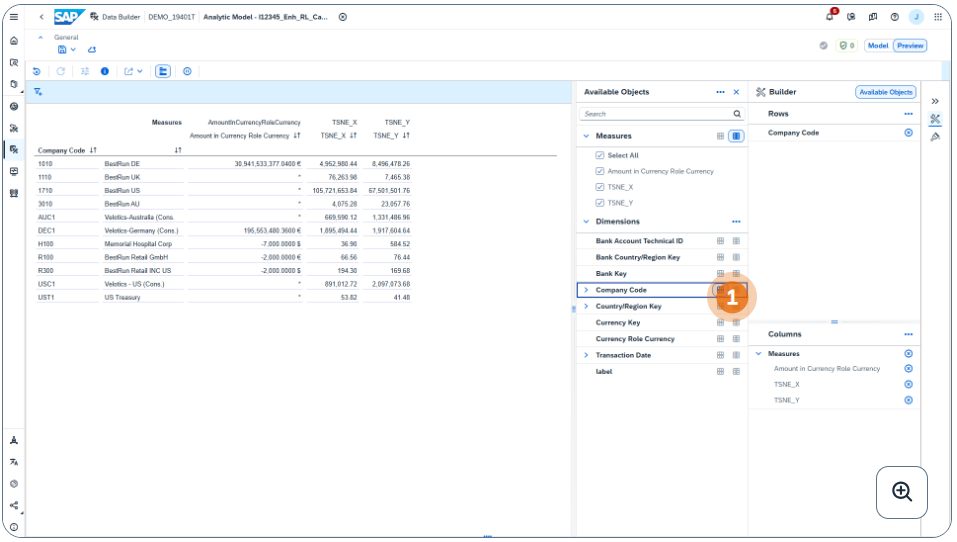 SAP Data Builder DEMO_19401T Analytic Model - I12345_Enh_RL_Ca... 6 J
General
0 Model Preview
Available Objects
Search
Measures
Select All
Amount in Currency Role Currency
TSNE_X
TSNE_Y
Dimensions
Bank Account Technical ID
Bank Country/Region Key
Bank Key
Company Code
1
Country/Region Key
Currency Key
Currency Role Currency
Transaction Date
label
Builder Available Objects
Rows
Company Code
Columns
Measures
Amount in Currency Role Currency
TSNE_X
TSNE_Y
Measures AmountInCurrencyRoleCurrency TSNE_X TSNE_Y
Amount in Currency Role Currency TSNE_X TSNE_Y
Company Code
1010 BestRun DE 30,941,533,377.0400 € 4,952,980.44 8,496,478.26
1110 BestRun UK * 76,263.98 7,465.38
1710 BestRun US * 105,721,653.84 67,501,501.76
3010 BestRun AU * 4,075.28 23,057.76
AUC1 Velotics-Australia (Cons * 669,590.12 1,331,486.96
DEC1 Velotics-Germany (Cons.) 195,553,480.3600 € 1,895,494.44 1,917,604.64
H100 Memorial Hospital Corp -7,000.0000 $ 36.90 584.52
R100 BestRun Retail GmbH -2,000.0000 € 66.56 76.44
R300 BestRun Retail INC US -2,000.0000 $ 194.30 169.68
USC1 Velotics - US (Cons.) * 891,012.72 2,097,073.68
UST1 US Treasury * 53.82 41.48